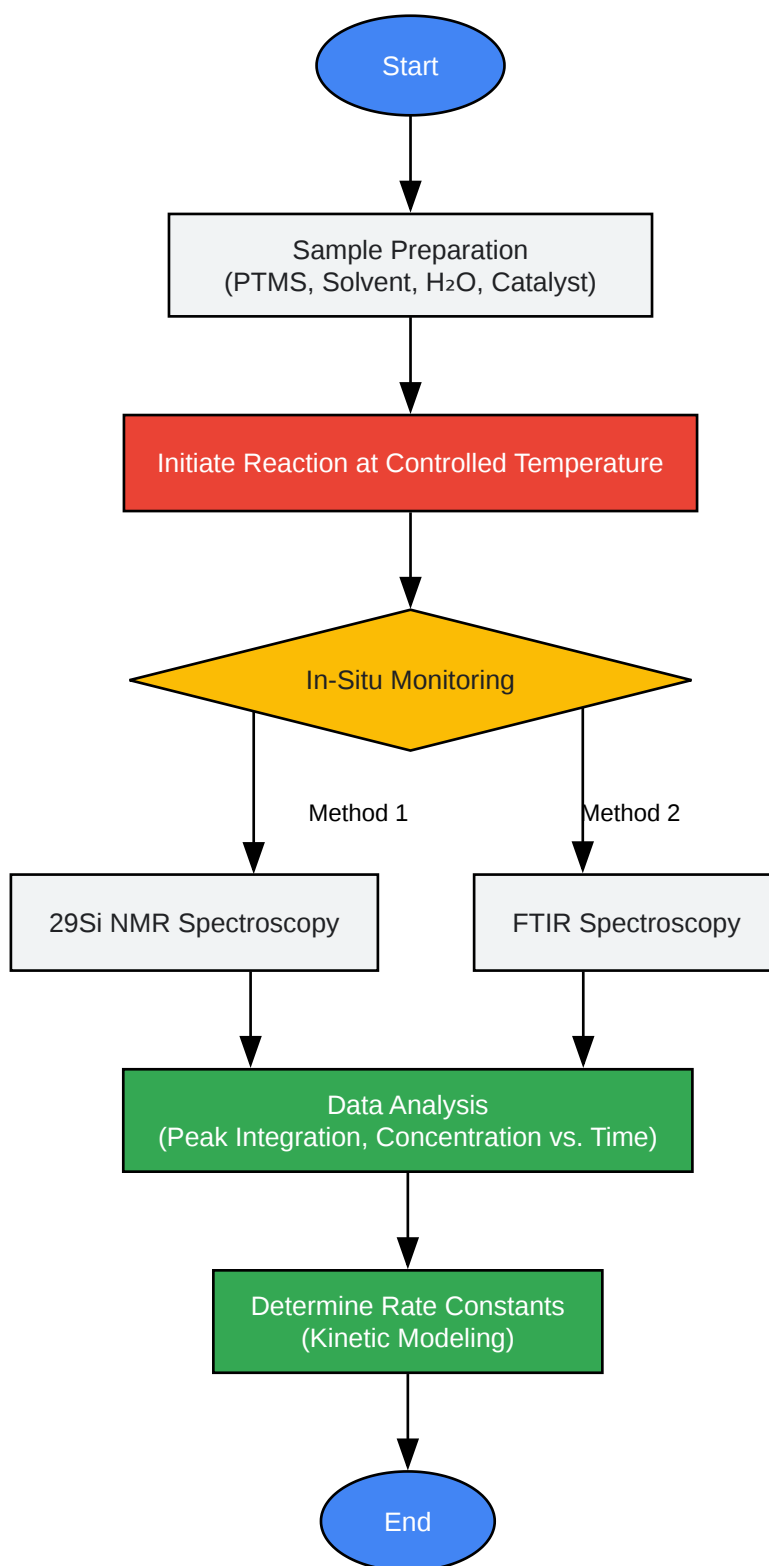 Start
Sample Preparation
(PTMS, Solvent, H₂O, Catalyst)
Initiate Reaction at Controlled Temperature
In-Situ Monitoring
Method 1
Method 2
29Si NMR Spectroscopy
FTIR Spectroscopy
Data Analysis
(Peak Integration, Concentration vs. Time)
Determine Rate Constants
(Kinetic Modeling)
End